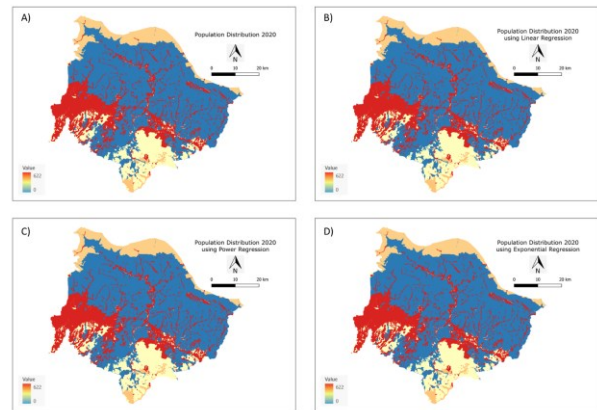 A)
Population Distribution 2020
N
0 10 20 km
Value
622
0
B)
Population Distribution 2020
using Linear Regression
N
0 10 20 km
Value
622
0
C)
Population Distribution 2020
using Power Regression
N
0 10 20 km
Value
622
0
D)
Population Distribution 2020
using Exponential Regression
N
0 10 20 km
Value
622
0